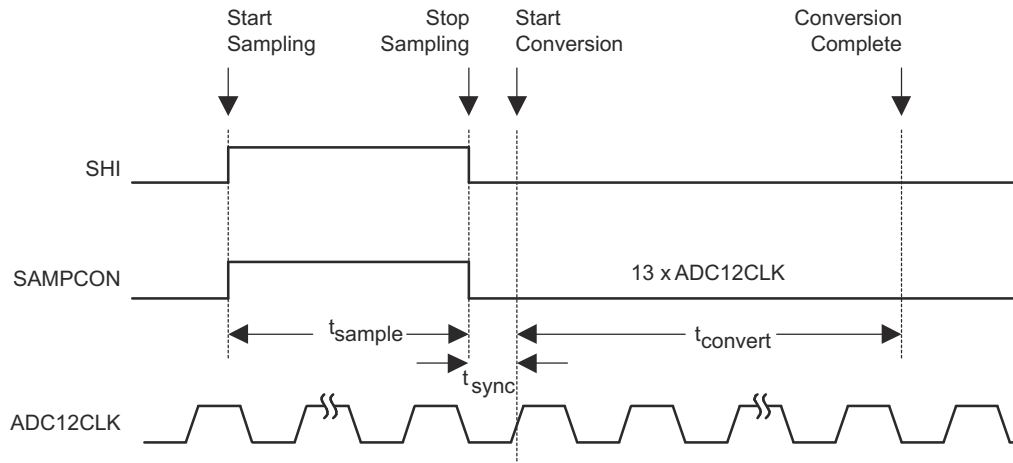 Start
Sampling
Stop
Sampling
Start
Conversion
Conversion
Complete
SHI
SAMPCON
13 x ADC12CLK
tsample
tconvert
tsync
ADC12CLK